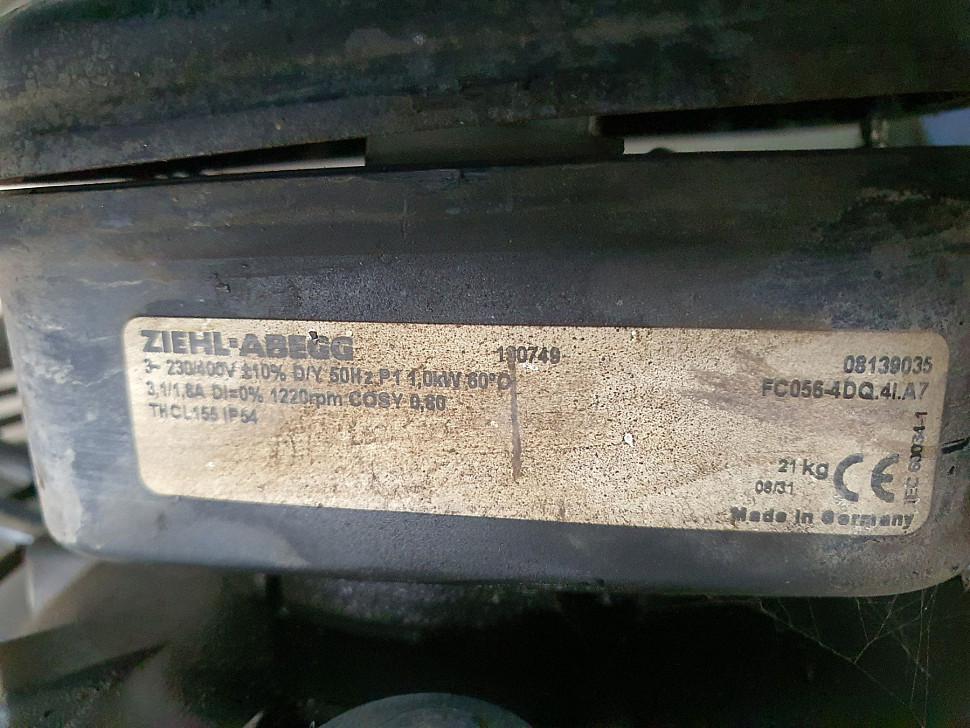 ZIEHL-ABEGG
190749
3~ 230/400V ±10% D/Y 50Hz P1 1,0kW 60°C
3,1/1,8A DI=0% 1220rpm COSY 0,80
THCL155 IP54
08139035
FC056-4DQ.4I.A7
21 kg CE
08/31
IEC 60034-1
Made in Germany